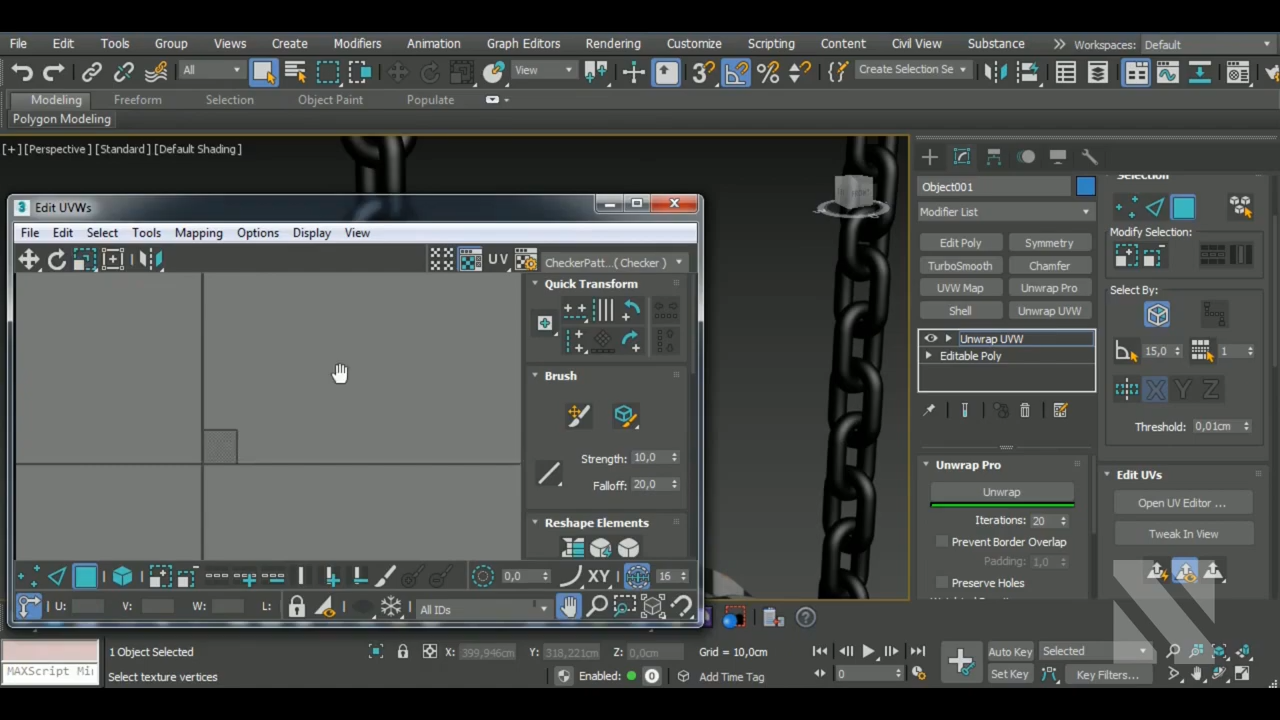 File Edit Tools Group Views Create Modifiers Animation Graph Editors Rendering Customize Scripting Content Civil View Substance Workspaces: Default
All View 3 Create Selection Se
Modeling Freeform Selection Object Paint Populate
Polygon Modeling
[+] [Perspective] [Standard] [Default Shading]
3 Edit UVWs
File Edit Select Tools Mapping Options Display View
UV CheckerPatt...( Checker )
Quick Transform
Brush
Strength: 10,0
Falloff: 20,0
Reshape Elements
0,0 XY 16
U: V: W: L: All IDs
Object001
Modifier List
Edit Poly Symmetry
TurboSmooth Chamfer
UVW Map Unwrap Pro
Shell Unwrap UVW
Unwrap UVW
Editable Poly
Unwrap Pro
Unwrap
Iterations: 20
Prevent Border Overlap
Padding: 1,0
Preserve Holes
Selection
Modify Selection:
Select By:
15,0 1
X Y Z
Threshold: 0,01cm
Edit UVs
Open UV Editor ...
Tweak In View
MAXScript Mi
1 Object Selected
Select texture vertices
X: 399,946cm Y: 318,221cm Z: 0,0cm Grid = 10,0cm
Enabled: 0 Add Time Tag
0
Auto Key Selected
Set Key Key Filters...